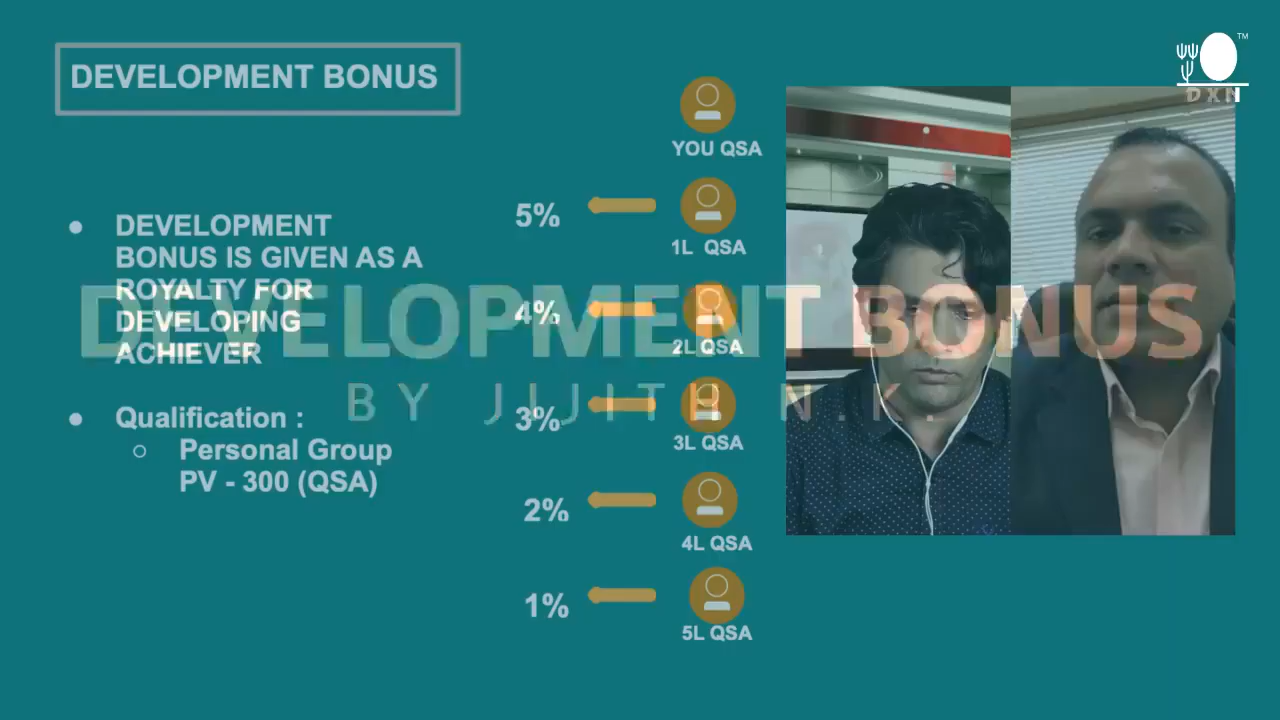 DEVELOPMENT BONUS
● DEVELOPMENT
BONUS IS GIVEN AS A
ROYALTY FOR
DEVELOPING
ACHIEVER
● Qualification :
○ Personal Group
PV - 300 (QSA)
YOU QSA
5%
1L QSA
4%
2L QSA
3%
3L QSA
2%
4L QSA
1%
5L QSA
DEVELOPMENT BONUS
BY JIJITH N.K.
DXN
TM